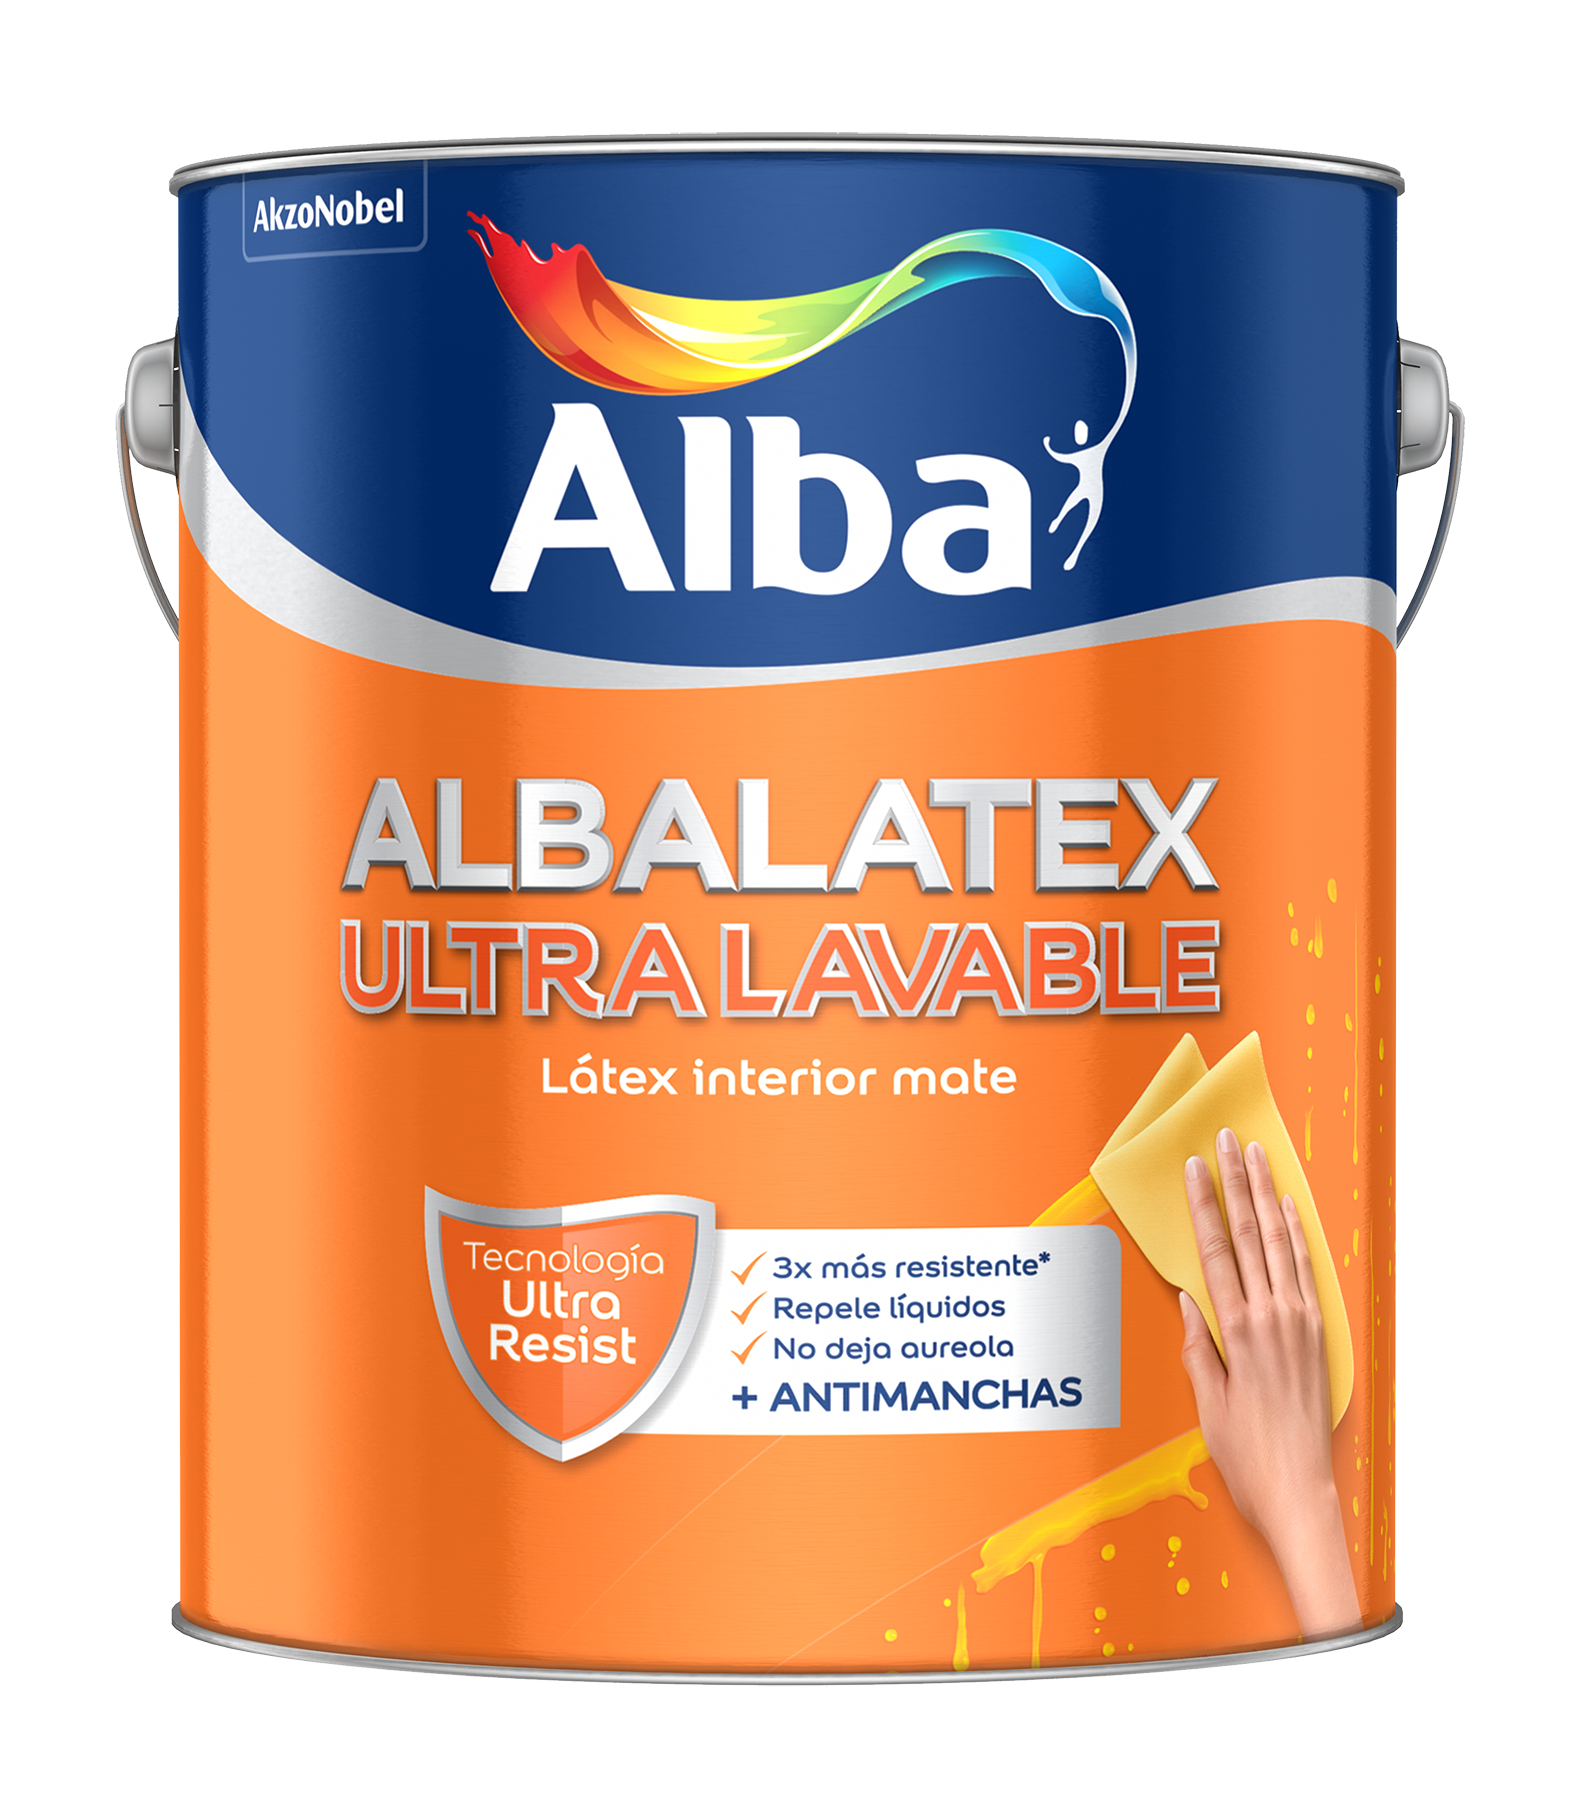 AkzoNobel
Alba
ALBALATEX
ULTRA LAVABLE
Látex interior mate
Tecnología
Ultra
Resist
3x más resistente*
Repele líquidos
No deja aureola
+ ANTIMANCHAS